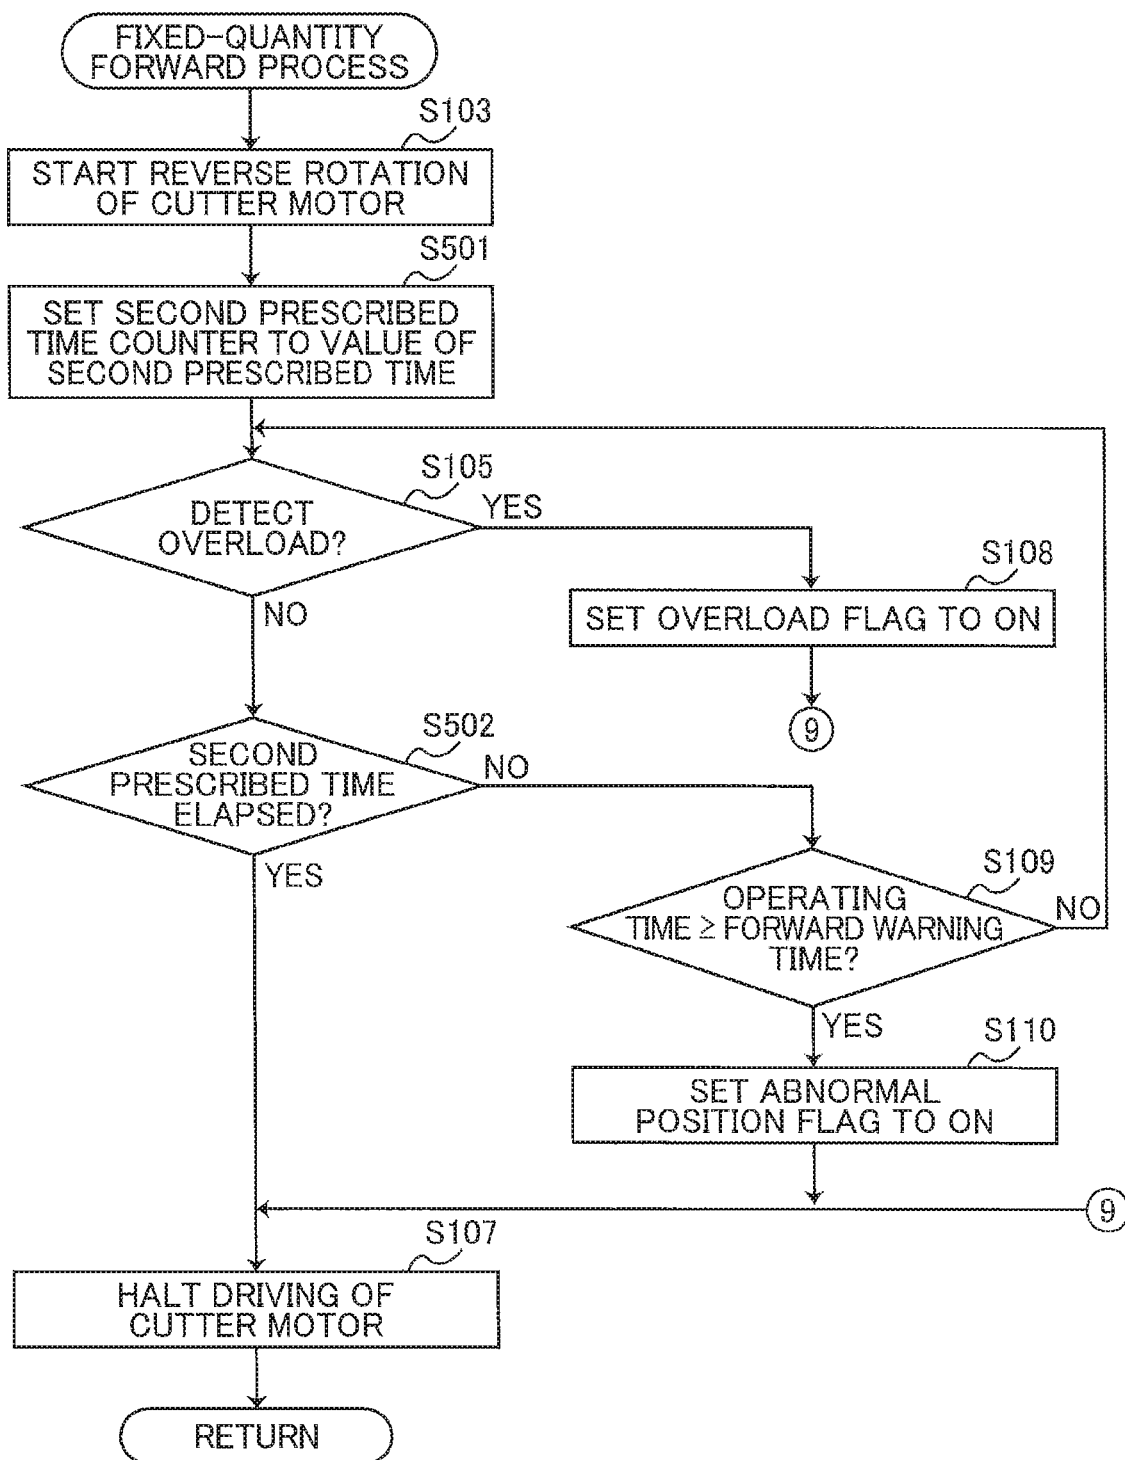 FIXED-QUANTITY
FORWARD PROCESS
S103
START REVERSE ROTATION
OF CUTTER MOTOR
S501
SET SECOND PRESCRIBED
TIME COUNTER TO VALUE OF
SECOND PRESCRIBED TIME
S105
DETECT
OVERLOAD?
YES
NO
S108
SET OVERLOAD FLAG TO ON
9
S502
SECOND
PRESCRIBED TIME
ELAPSED?
NO
YES
S109
OPERATING
TIME ≥ FORWARD WARNING
TIME?
NO
YES
S110
SET ABNORMAL
POSITION FLAG TO ON
9
S107
HALT DRIVING OF
CUTTER MOTOR
RETURN